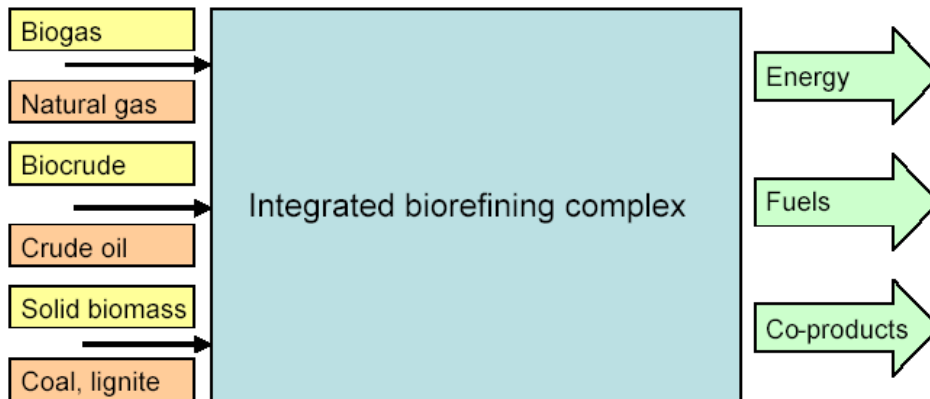 Biogas
Natural gas
Biocrude
Crude oil
Solid biomass
Coal, lignite
Integrated biorefining complex
Energy
Fuels
Co-products